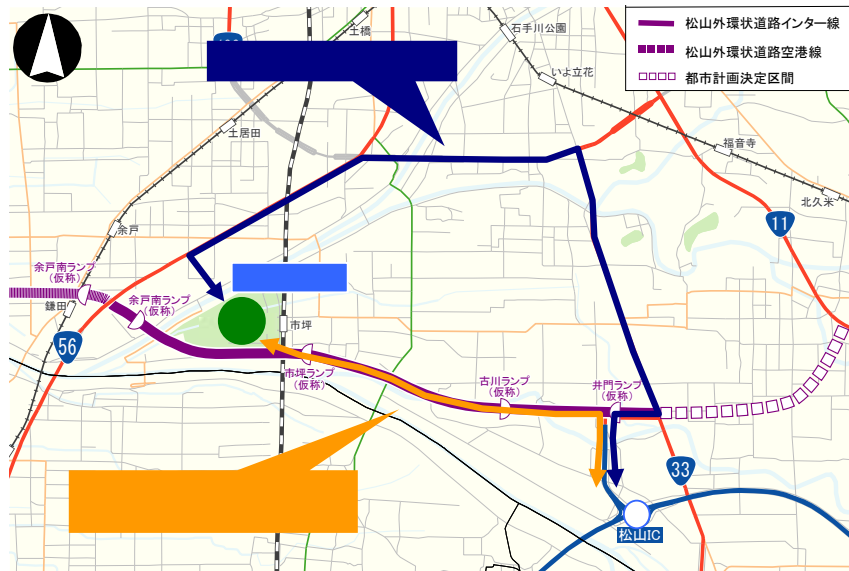 松山外環状道路インター線
松山外環状道路空港線
都市計画決定区間
土橋
石手川公園
いよ立花
土居田
福音寺
北久米
11
余戸
余戸南ランプ
(仮称)
鎌田
余戸南ランプ
(仮称)
56
市坪
市坪ランプ
(仮称)
古川ランプ
(仮称)
井門ランプ
(仮称)
33
松山IC